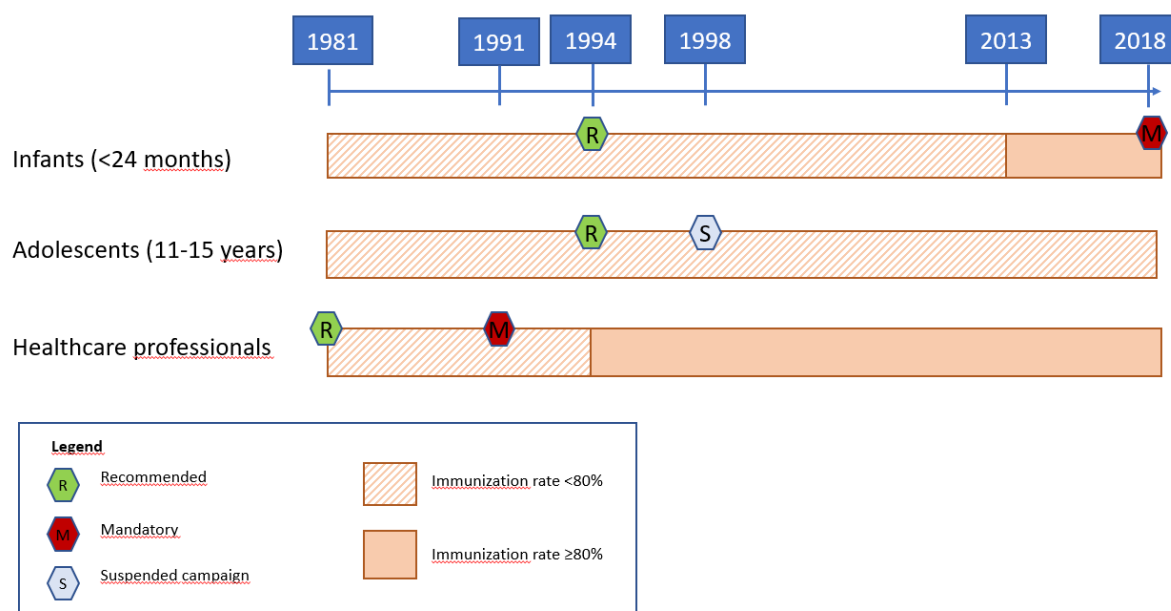 1981 1991 1994 1998 2013 2018
R M
Infants (<24 months)
R S
Adolescents (11-15 years)
R M
Healthcare professionals
Legend
R Recommended
Immunization rate <80%
M Mandatory
Immunization rate ≥80%
S Suspended campaign